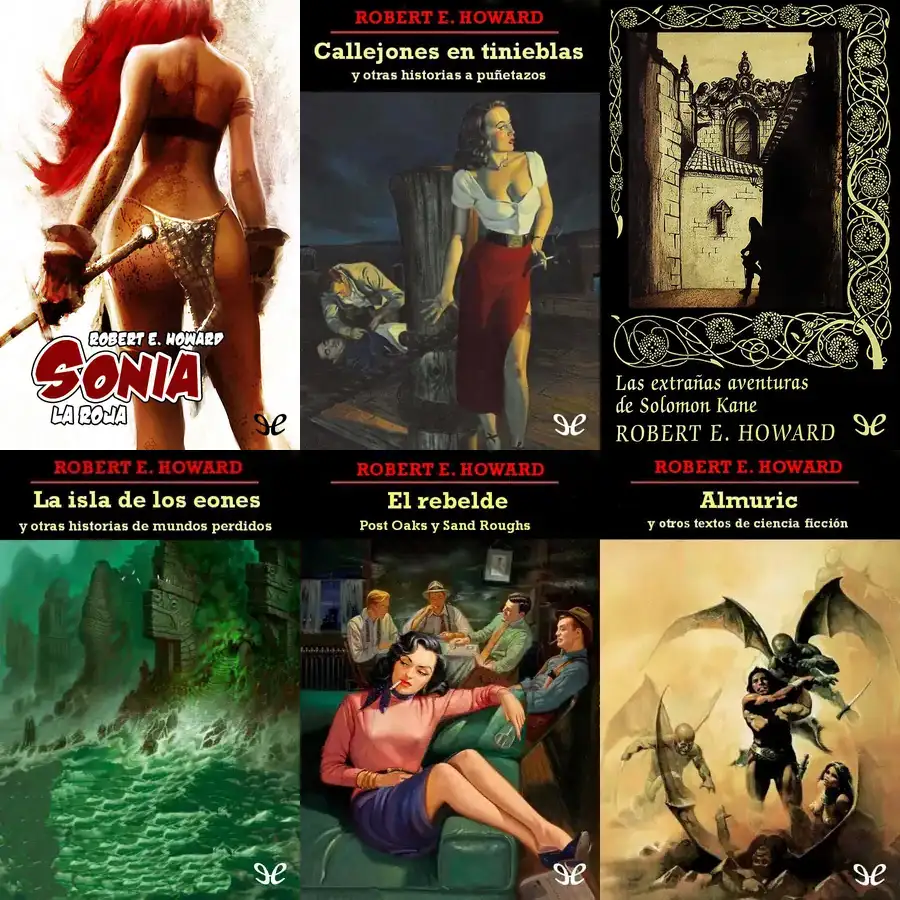 ROBERT E. HOWARD
SONIA
LA ROJA
ROBERT E. HOWARD
Callejones en tinieblas
y otras historias a puñetazos
Las extrañas aventuras
de Solomon Kane
ROBERT E. HOWARD
ROBERT E. HOWARD
La isla de los eones
y otras historias de mundos perdidos
ROBERT E. HOWARD
El rebelde
Post Oaks y Sand Roughs
ROBERT E. HOWARD
Almuric
y otros textos de ciencia ficción